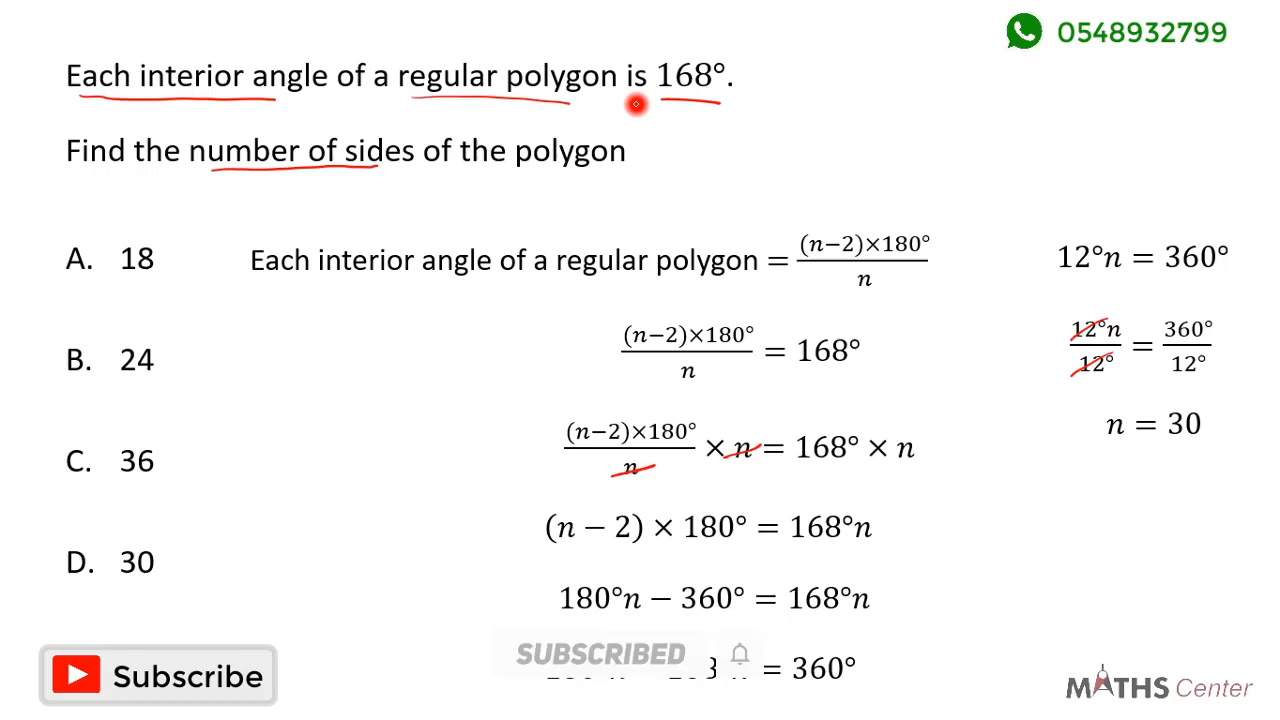 0548932799
Each interior angle of a regular polygon is 168°.
Find the number of sides of the polygon
A. 18
B. 24
C. 36
D. 30
Each interior angle of a regular polygon = (n−2)×180° / n
(n−2)×180° / n = 168°
(n−2)×180° / n × n = 168° × n
(n − 2) × 180° = 168°n
180°n − 360° = 168°n
= 360°
12°n = 360°
12°n / 12° = 360° / 12°
n = 30
SUBSCRIBED
Subscribe
MATHS Center